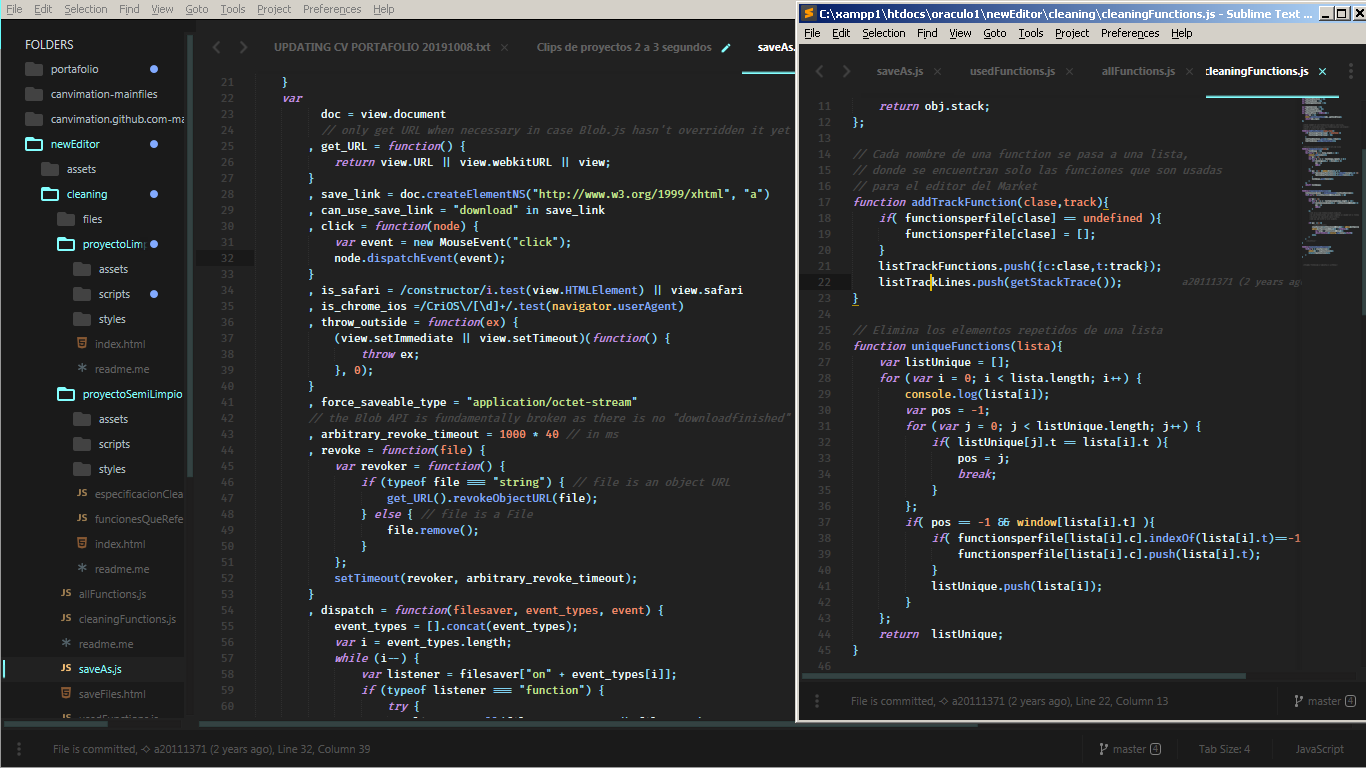 File Edit Selection Find View Goto Tools Project Preferences Help
FOLDERS
portafolio
canvimation-mainfiles
canvimation.github.com-ma
newEditor
assets
cleaning
files
proyectoLimp
assets
scripts
styles
index.html
readme.me
proyectoSemiLimpio
assets
scripts
styles
JS especificacionClea
JS funcionesQueRefe
index.html
readme.me
JS allFunctions.js
JS cleaningFunctions.js
readme.me
JS saveAs.js
saveFiles.html
usedFunctions.js
UPDATING CV PORTAFOLIO 20191008.txt × Clips de proyectos 2 a 3 segundos saveAs.
21 }
22 var
23 doc = view.document
24 // only get URL when necessary in case Blob.js hasn't overridden it yet
25 , get_URL = function() {
26 return view.URL || view.webkitURL || view;
27 }
28 , save_link = doc.createElementNS("http://www.w3.org/1999/xhtml", "a")
29 , can_use_save_link = "download" in save_link
30 , click = function(node) {
31 var event = new MouseEvent("click");
32 node.dispatchEvent(event);
33 }
34 , is_safari = /constructor/i.test(view.HTMLElement) || view.safari
35 , is_chrome_ios =/CriOS\/[\d]+/.test(navigator.userAgent)
36 , throw_outside = function(ex) {
37 (view.setImmediate || view.setTimeout)(function() {
38 throw ex;
39 }, 0);
40 }
41 , force_saveable_type = "application/octet-stream"
42 // the Blob API is fundamentally broken as there is no "downloadfinished"
43 , arbitrary_revoke_timeout = 1000 * 40 // in ms
44 , revoke = function(file) {
45 var revoker = function() {
46 if (typeof file === "string") { // file is an object URL
47 get_URL().revokeObjectURL(file);
48 } else { // file is a File
49 file.remove();
50 }
51 };
52 setTimeout(revoker, arbitrary_revoke_timeout);
53 }
54 , dispatch = function(filesaver, event_types, event) {
55 event_types = [].concat(event_types);
56 var i = event_types.length;
57 while (i--) {
58 var listener = filesaver["on" + event_types[i]];
59 if (typeof listener === "function") {
60 try {
File is committed, a20111371 (2 years ago), Line 32, Column 39
master 4 Tab Size: 4 JavaScript
C:\xampp1\htdocs\oraculo1\newEditor\cleaning\cleaningFunctions.js - Sublime Text ...
File Edit Selection Find View Goto Tools Project Preferences Help
saveAs.js × usedFunctions.js × allFunctions.js × cleaningFunctions.js ×
11 return obj.stack;
12 };
13
14 // Cada nombre de una function se pasa a una lista,
15 // donde se encuentran solo las funciones que son usadas
16 // para el editor del Market
17 function addTrackFunction(clase,track){
18 if( functionsperfile[clase] == undefined ){
19 functionsperfile[clase] = [];
20 }
21 listTrackFunctions.push({c:clase,t:track});
22 listTrackLines.push(getStackTrace()); a20111371 (2 years ag
23 }
24
25 // Elimina los elementos repetidos de una lista
26 function uniqueFunctions(lista){
27 var listUnique = [];
28 for (var i = 0; i < lista.length; i++) {
29 console.log(lista[i]);
30 var pos = -1;
31 for (var j = 0; j < listUnique.length; j++) {
32 if( listUnique[j].t == lista[i].t ){
33 pos = j;
34 break;
35 }
36 };
37 if( pos == -1 && window[lista[i].t] ){
38 if( functionsperfile[lista[i].c].indexOf(lista[i].t)==-1
39 functionsperfile[lista[i].c].push(lista[i].t);
40 }
41 listUnique.push(lista[i]);
42 }
43 };
44 return listUnique;
45 }
46
File is committed, a20111371 (2 years ago), Line 22, Column 13
master 4